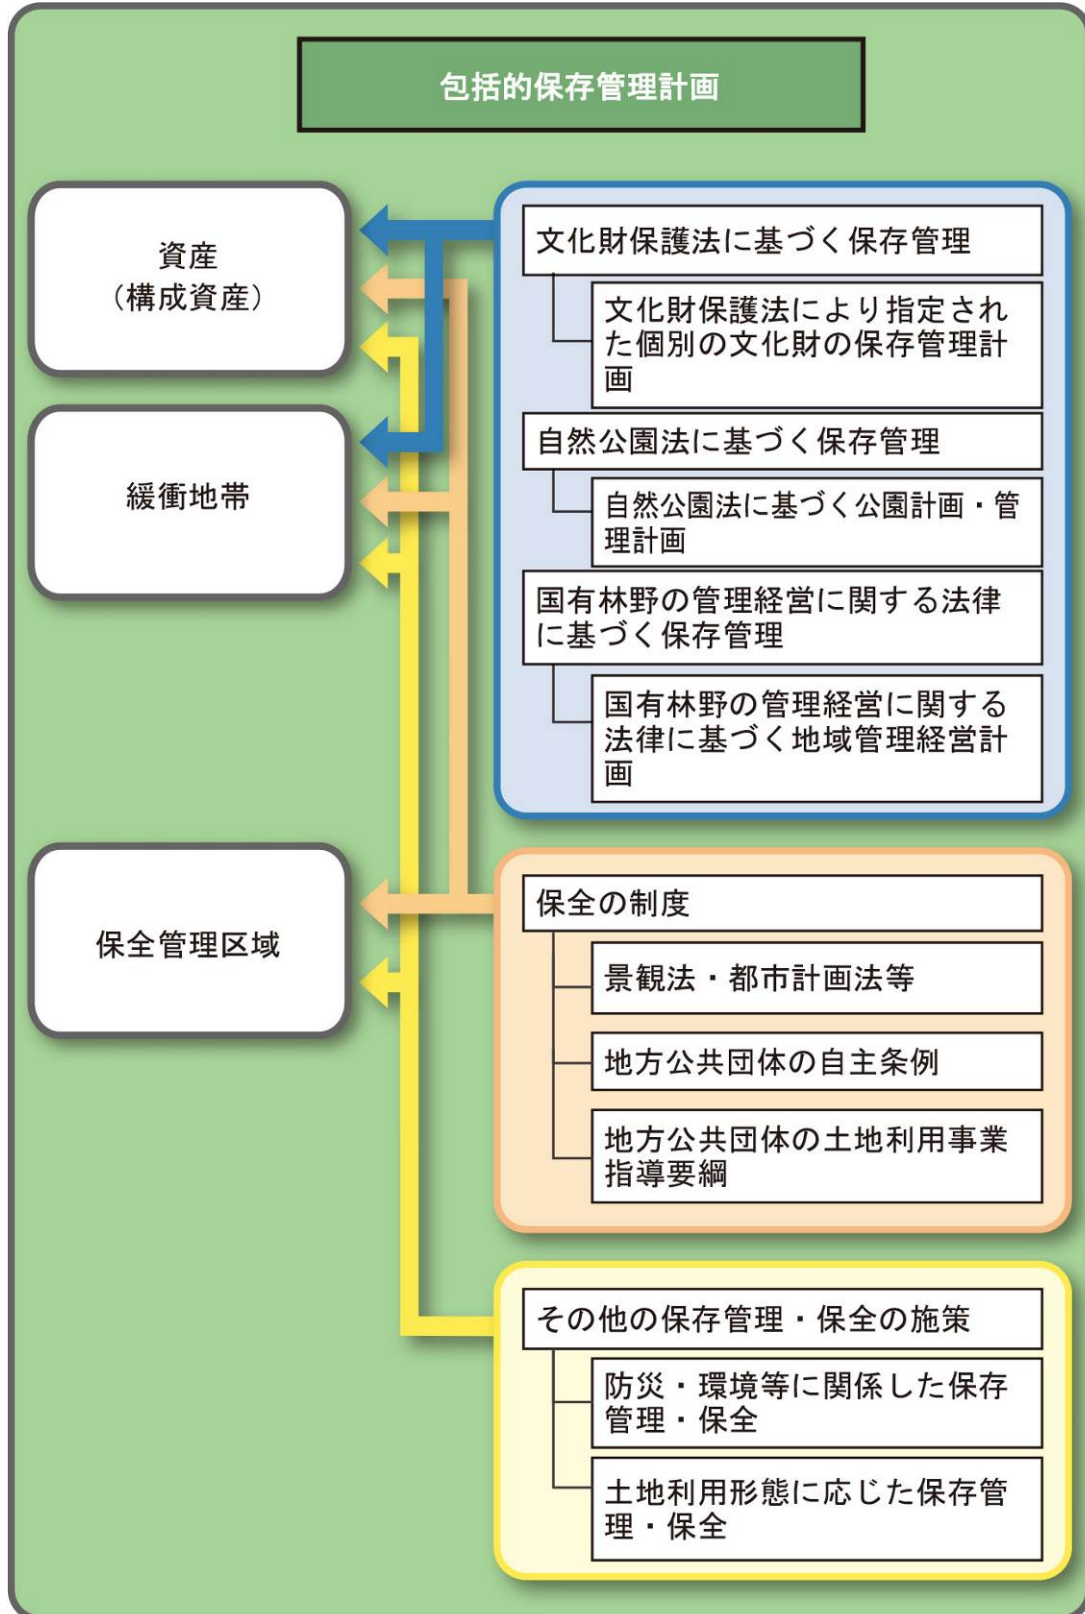 包括的保存管理計画
資産
（構成資産）
緩衝地帯
保全管理区域
文化財保護法に基づく保存管理
文化財保護法により指定され
た個別の文化財の保存管理計
画
自然公園法に基づく保存管理
自然公園法に基づく公園計画・管
理計画
国有林野の管理経営に関する法律
に基づく保存管理
国有林野の管理経営に関する
法律に基づく地域管理経営計
画
保全の制度
景観法・都市計画法等
地方公共団体の自主条例
地方公共団体の土地利用事業
指導要綱
その他の保存管理・保全の施策
防災・環境等に関係した保存
管理・保全
土地利用形態に応じた保存管
理・保全